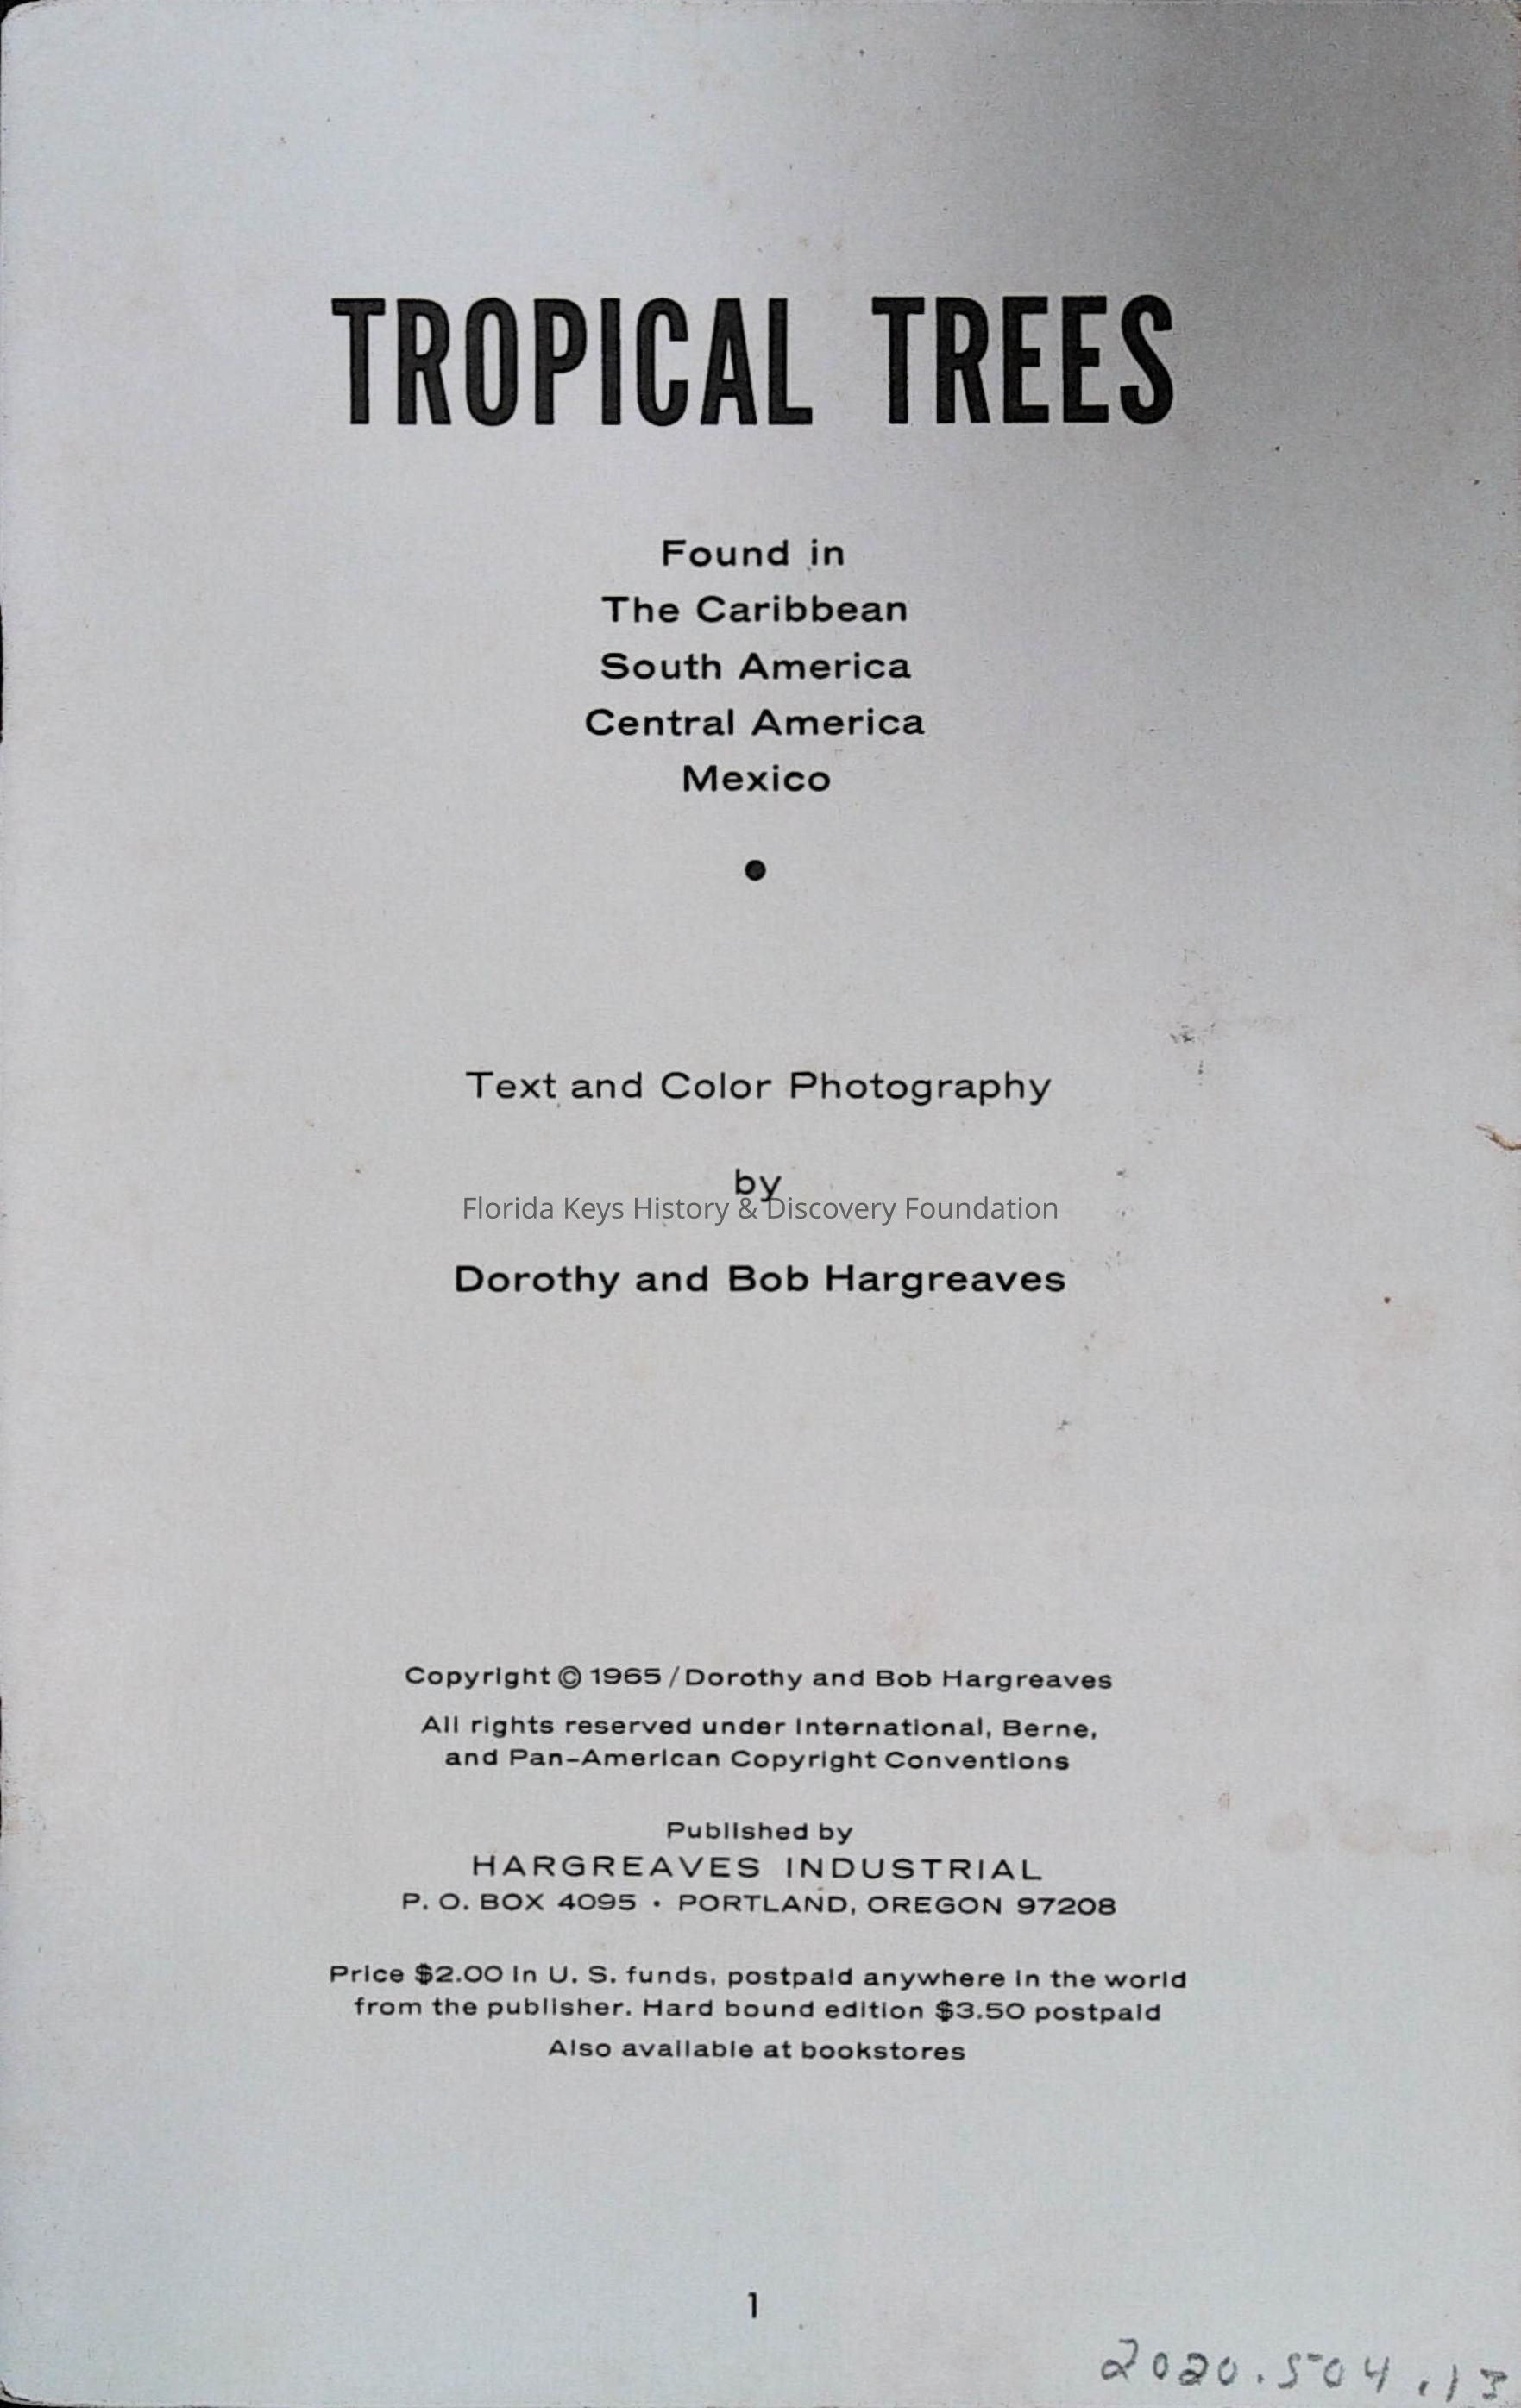 TROPICAL TREES
Found in
The Caribbean
South America
Central America
Mexico
•
Text and Color Photography
by
Florida Keys History & Discovery Foundation
Dorothy and Bob Hargreaves
Copyright © 1965 / Dorothy and Bob Hargreaves
All rights reserved under International, Berne,
and Pan-American Copyright Conventions
Published by
HARGREAVES INDUSTRIAL
P. O. BOX 4095 • PORTLAND, OREGON 97208
Price $2.00 in U. S. funds, postpaid anywhere in the world
from the publisher. Hard bound edition $3.50 postpaid
Also available at bookstores
1
2020.504.13